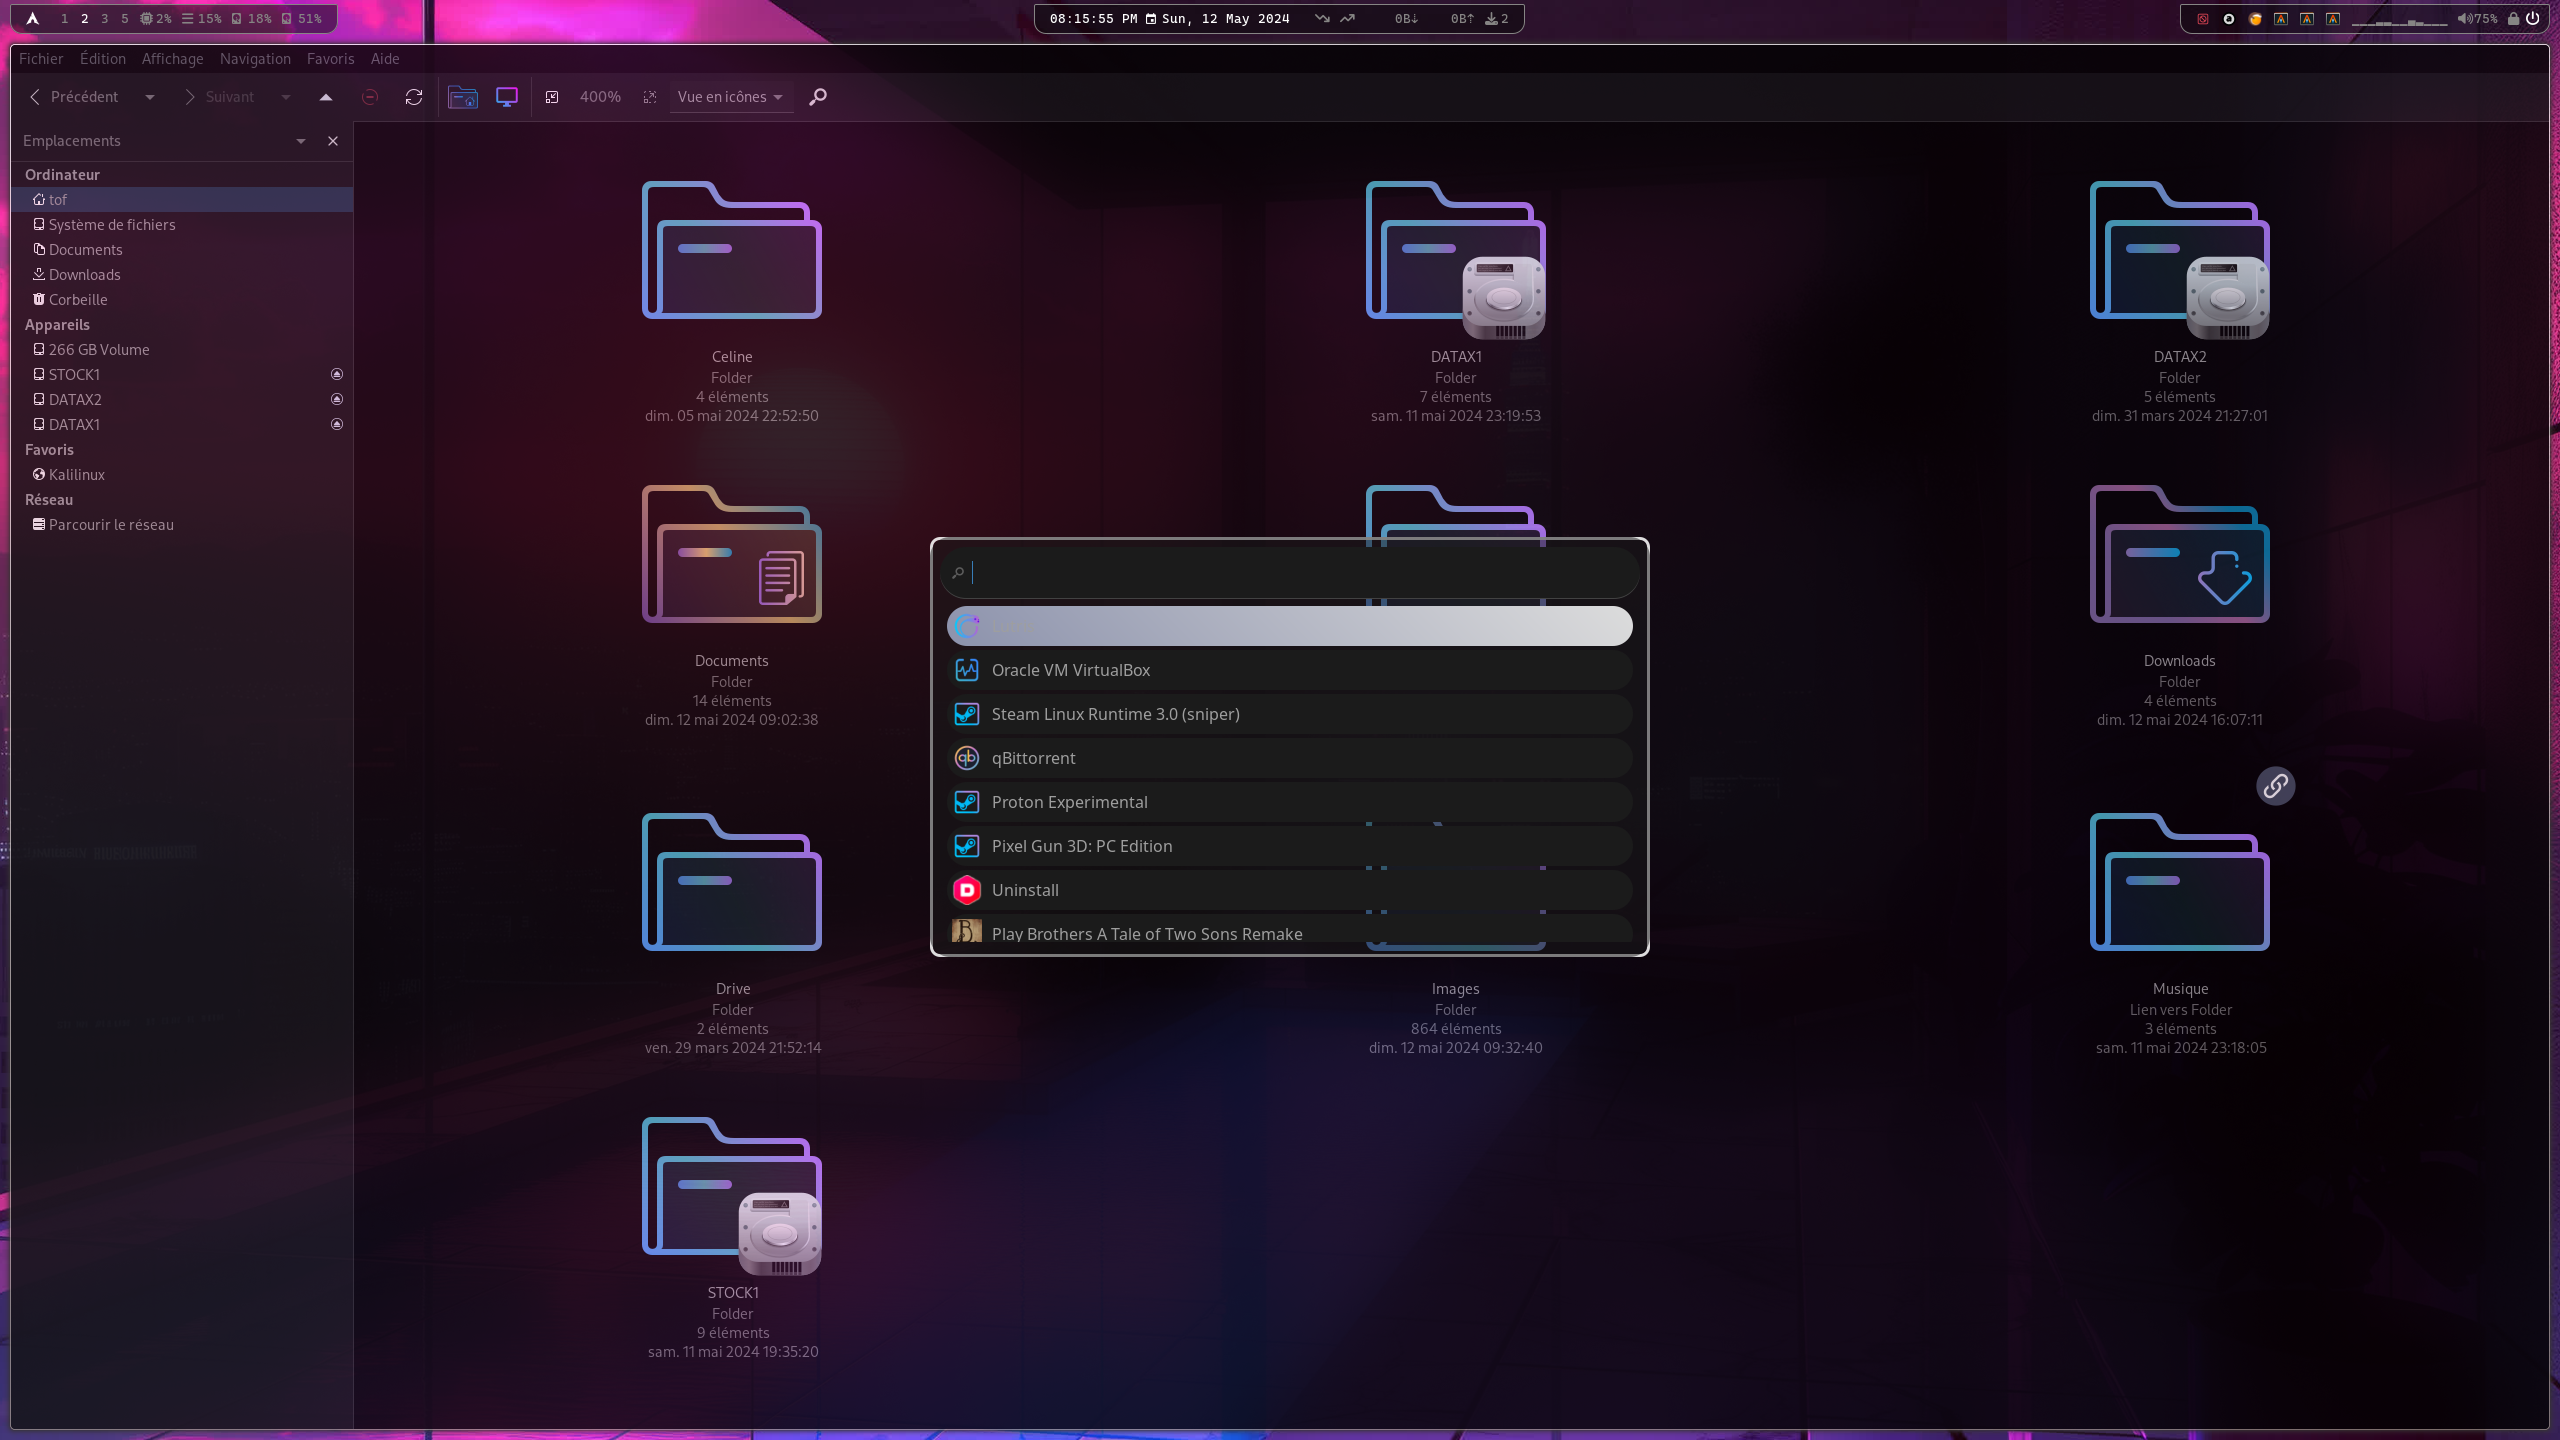 1 2 3 5 2% 15% 18% 51%
08:15:55 PM Sun, 12 May 2024 0B↓ 0B↑ 2
75%
Fichier Édition Affichage Navigation Favoris Aide
Précédent Suivant 400% Vue en icônes
Emplacements
Ordinateur
tof
Système de fichiers
Documents
Downloads
Corbeille
Appareils
266 GB Volume
STOCK1
DATAX2
DATAX1
Favoris
Kalilinux
Réseau
Parcourir le réseau
Celine
Folder
4 éléments
dim. 05 mai 2024 22:52:50
DATAX1
Folder
7 éléments
sam. 11 mai 2024 23:19:53
DATAX2
Folder
5 éléments
dim. 31 mars 2024 21:27:01
Documents
Folder
14 éléments
dim. 12 mai 2024 09:02:38
Downloads
Folder
4 éléments
dim. 12 mai 2024 16:07:11
Oracle VM VirtualBox
Steam Linux Runtime 3.0 (sniper)
qBittorrent
Proton Experimental
Pixel Gun 3D: PC Edition
Uninstall
Play Brothers A Tale of Two Sons Remake
Drive
Folder
2 éléments
ven. 29 mars 2024 21:52:14
Images
Folder
864 éléments
dim. 12 mai 2024 09:32:40
Musique
Lien vers Folder
3 éléments
sam. 11 mai 2024 23:18:05
STOCK1
Folder
9 éléments
sam. 11 mai 2024 19:35:20